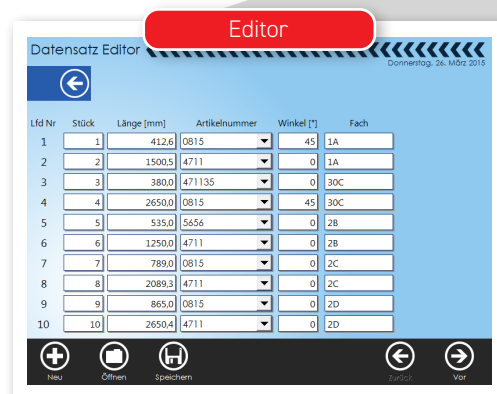 Editor
Datensatz Editor
Donnerstag, 26. März 2015
Lfd Nr Stück Länge [mm] Artikelnummer Winkel [°] Fach
1 1 412,6 0815 45 1A
2 2 1500,5 4711 0 1A
3 3 380,0 471135 0 30C
4 4 2650,0 0815 45 30C
5 5 535,0 5656 0 2B
6 6 1250,0 4711 0 2B
7 7 789,0 0815 0 2C
8 8 2089,3 4711 0 2C
9 9 865,0 0815 0 2D
10 10 2650,4 4711 0 2D
Neu Öffnen Speichern Zurück Vor